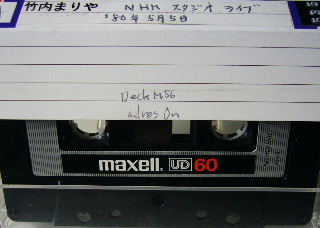 竹内まりや NHK スタジオ ライブ
'80年5月5日
Deck M56
adres On
maxell. UD 60